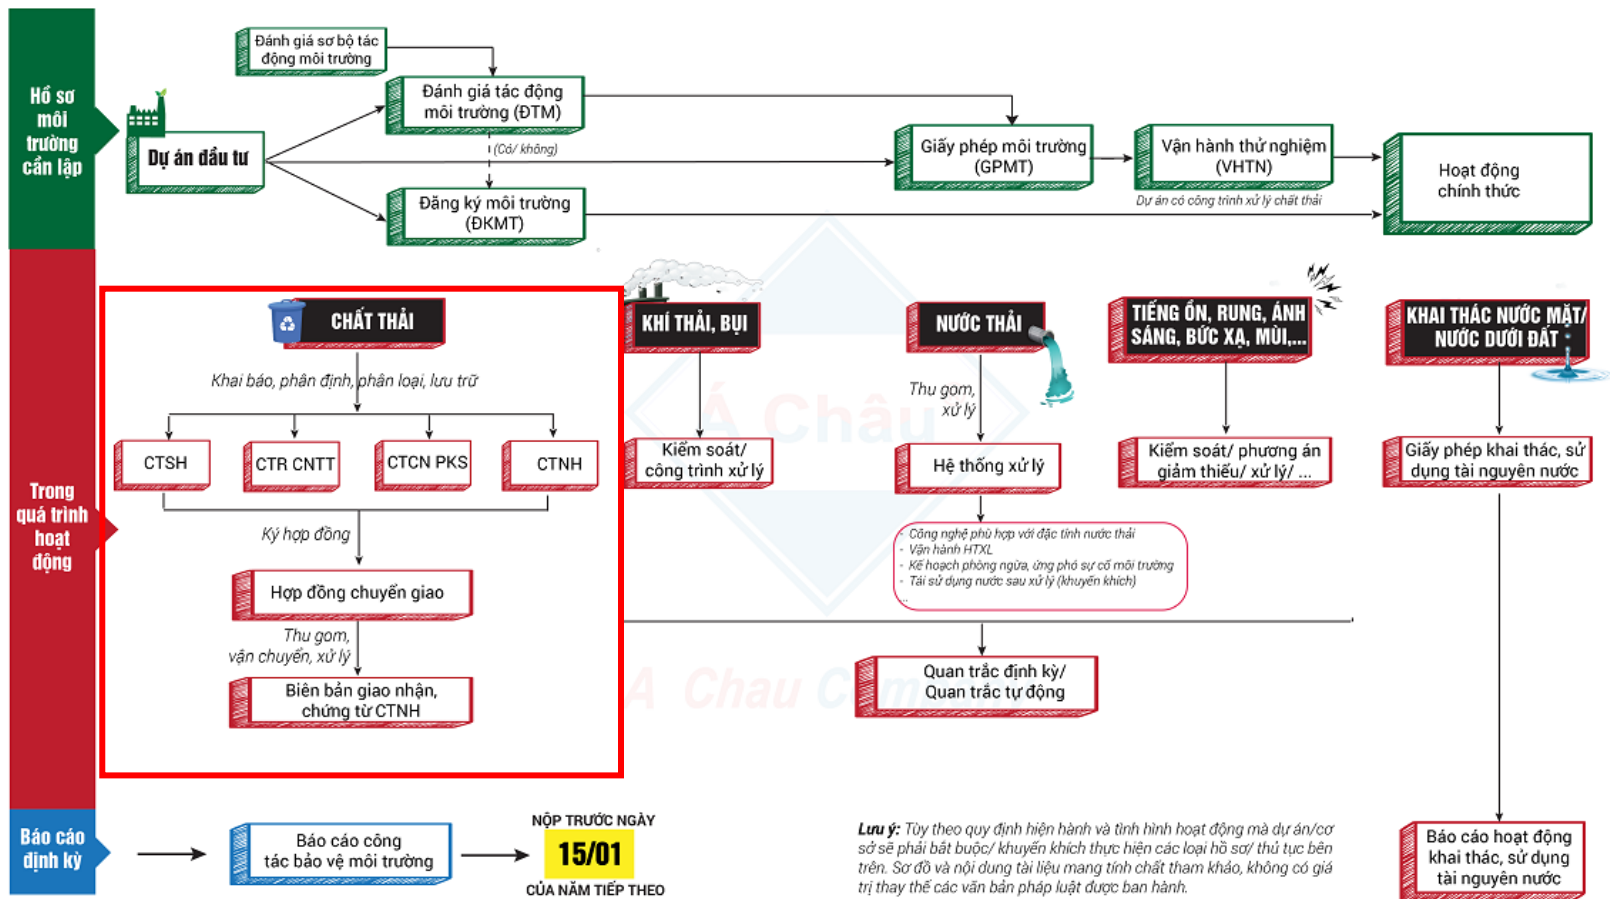 Hồ sơ
môi
trường
cần lập
Đánh giá sơ bộ tác
động môi trường
Đánh giá tác động
môi trường (ĐTM)
(Có/ không)
Dự án đầu tư
Đăng ký môi trường
(ĐKMT)
Giấy phép môi trường
(GPMT)
Vận hành thử nghiệm
(VHTN)
Dự án có công trình xử lý chất thải
Hoạt động
chính thức
Trong
quá trình
hoạt
động
CHẤT THẢI
Khai báo, phân định, phân loại, lưu trữ
CTSH
CTR CNTT
CTCN PKS
CTNH
Ký hợp đồng
Hợp đồng chuyển giao
Thu gom,
vận chuyển, xử lý
Biên bản giao nhận,
chứng từ CTNH
KHÍ THẢI, BỤI
Kiểm soát/
công trình xử lý
NƯỚC THẢI
Thu gom,
xử lý
Hệ thống xử lý
- Công nghệ phù hợp với đặc tính nước thải
- Vận hành HTXL
- Kế hoạch phòng ngừa, ứng phó sự cố môi trường
- Tái sử dụng nước sau xử lý (khuyến khích)
...
TIẾNG ỒN, RUNG, ÁNH
SÁNG, BỨC XẠ, MÙI,...
Kiểm soát/ phương án
giảm thiểu/ xử lý/ ...
KHAI THÁC NƯỚC MẶT/
NƯỚC DƯỚI ĐẤT
Giấy phép khai thác, sử
dụng tài nguyên nước
Quan trắc định kỳ/
Quan trắc tự động
Á Châu
A Chau Com
Báo cáo
định kỳ
Báo cáo công
tác bảo vệ môi trường
NỘP TRƯỚC NGÀY
15/01
CỦA NĂM TIẾP THEO
Lưu ý: Tùy theo quy định hiện hành và tình hình hoạt động mà dự án/cơ
sở sẽ phải bắt buộc/ khuyến khích thực hiện các loại hồ sơ/ thủ tục bên
trên. Sơ đồ và nội dung tài liệu mang tính chất tham khảo, không có giá
trị thay thế các văn bản pháp luật được ban hành.
Báo cáo hoạt động
khai thác, sử dụng
tài nguyên nước